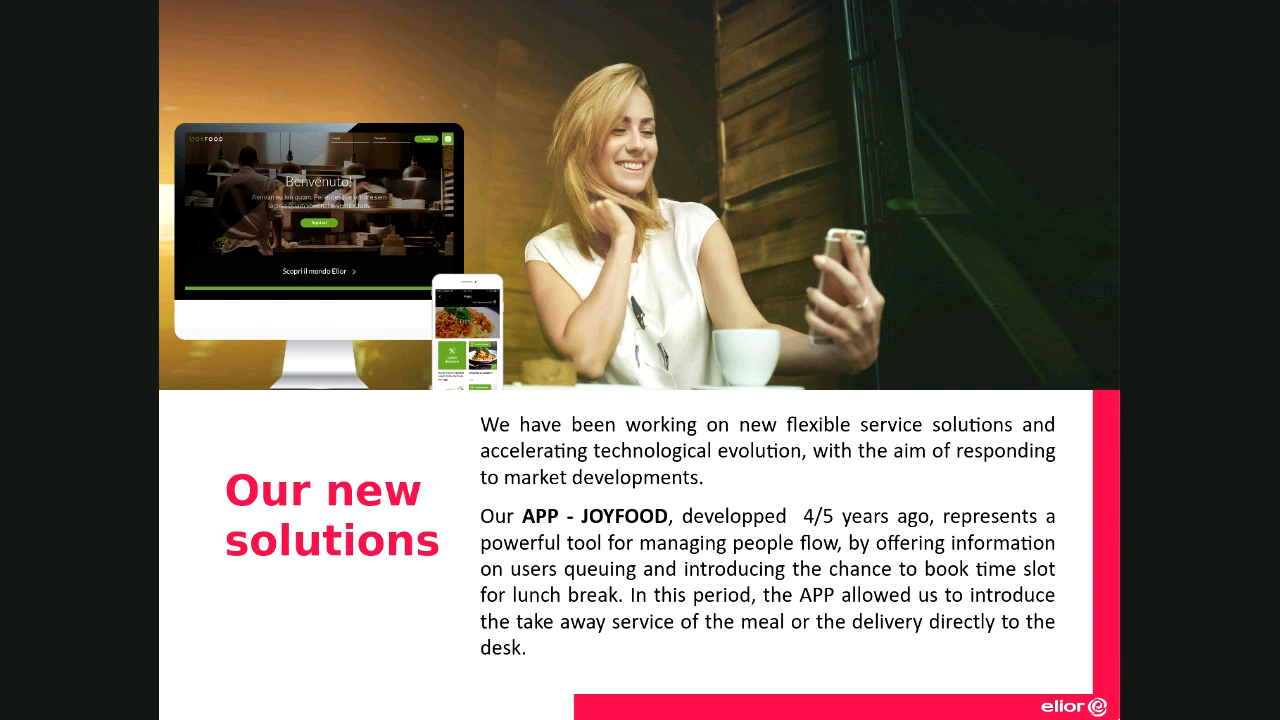 JOYFOOD
Benvenuto!
Scopri il mondo Elior >
We have been working on new flexible service solutions and
accelerating technological evolution, with the aim of responding
to market developments.
Our new
solutions
Our APP - JOYFOOD, developped 4/5 years ago, represents a
powerful tool for managing people flow, by offering information
on users queuing and introducing the chance to book time slot
for lunch break. In this period, the APP allowed us to introduce
the take away service of the meal or the delivery directly to the
desk.
elior